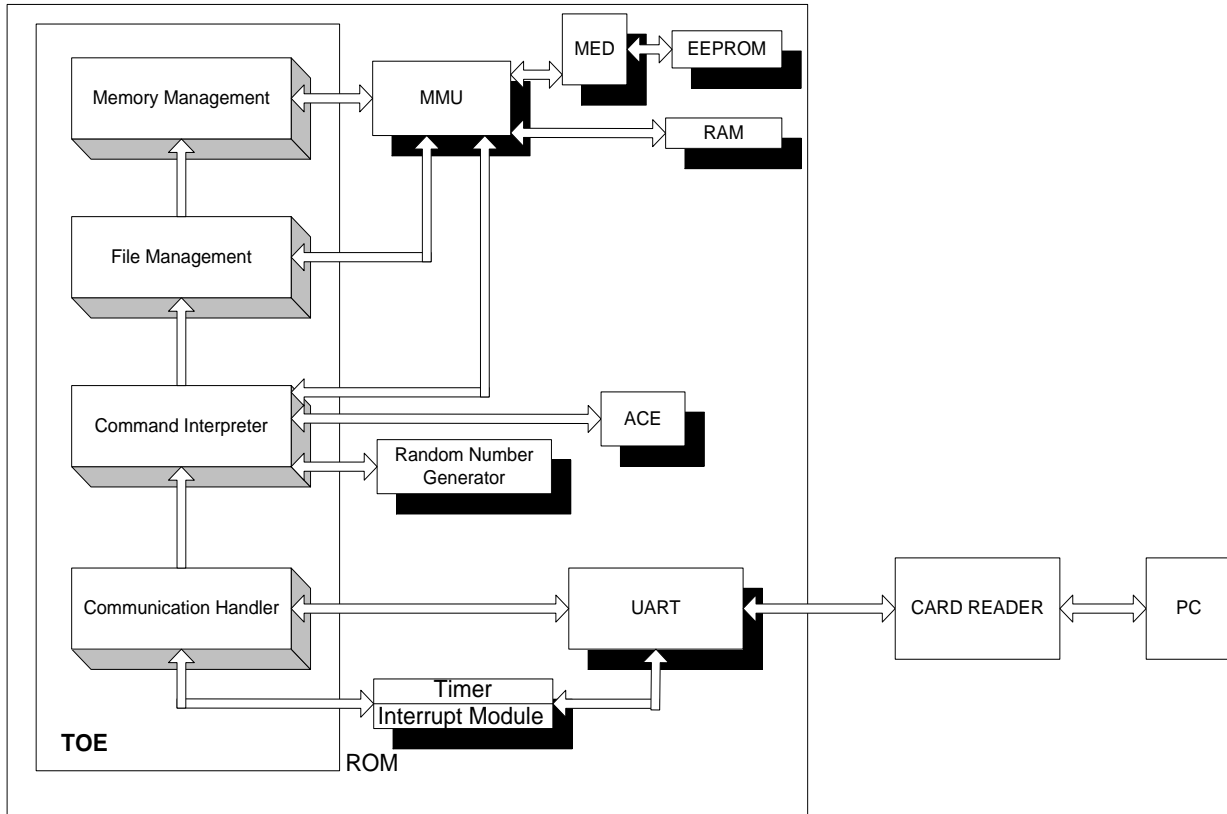 MED
EEPROM
Memory Management
MMU
RAM
File Management
Command Interpreter
ACE
Random Number
Generator
Communication Handler
UART
CARD READER
PC
Timer
Interrupt Module
TOE
ROM